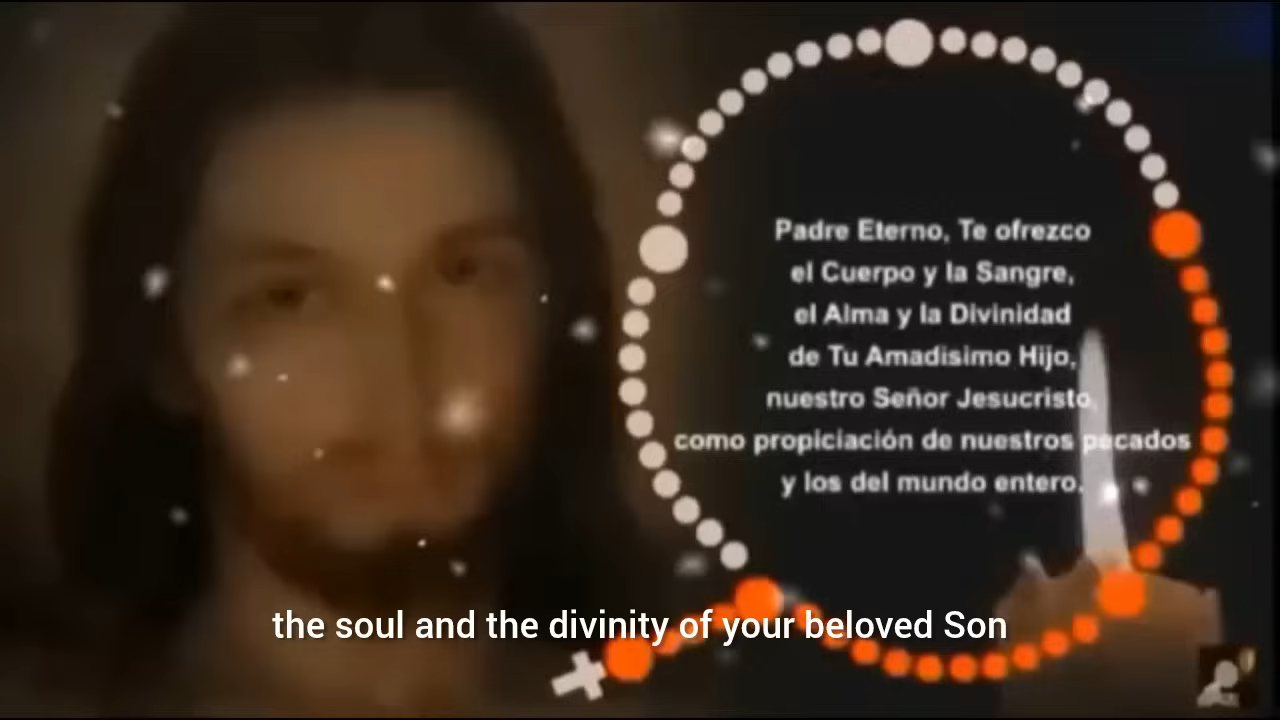 Padre Eterno, Te ofrezco
el Cuerpo y la Sangre,
el Alma y la Divinidad
de Tu Amadisimo Hijo,
nuestro Señor Jesucristo,
como propiciación de nuestros pecados
y los del mundo entero.
the soul and the divinity of your beloved Son